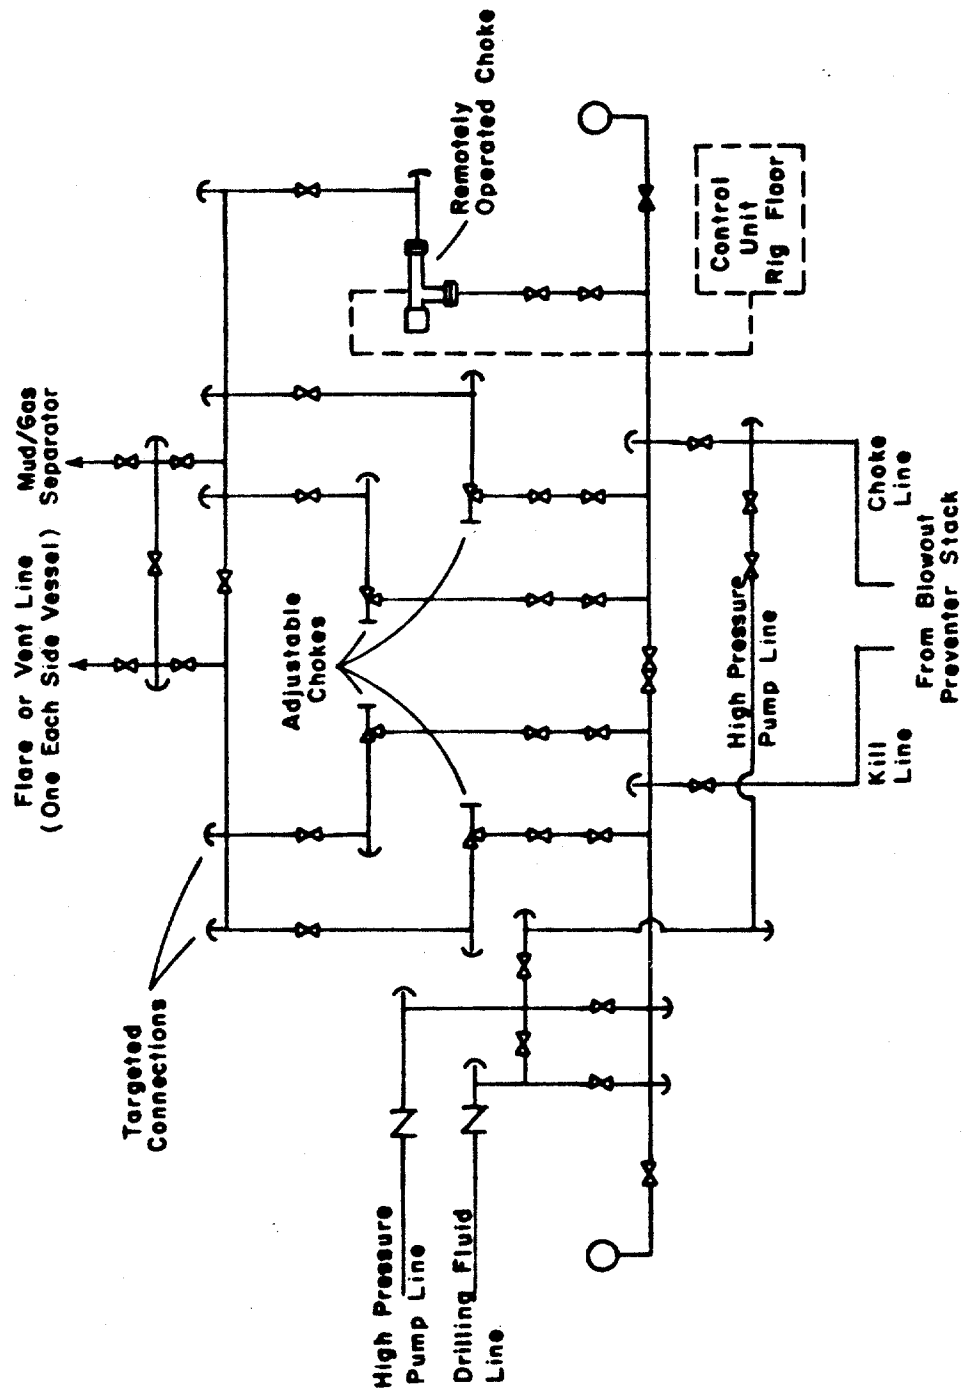 Flare or Vent Line
(One Each Side Vessel)
Mud/Gas
Separator
Remotely
Operated Choke
Targeted
Connections
Adjustable
Chokes
Control
Unit
Rig Floor
High Pressure
Pump Line
Drilling Fluid
Line
High Pressure
Pump Line
Kill
Line
Choke
Line
From Blowout
Preventer Stack